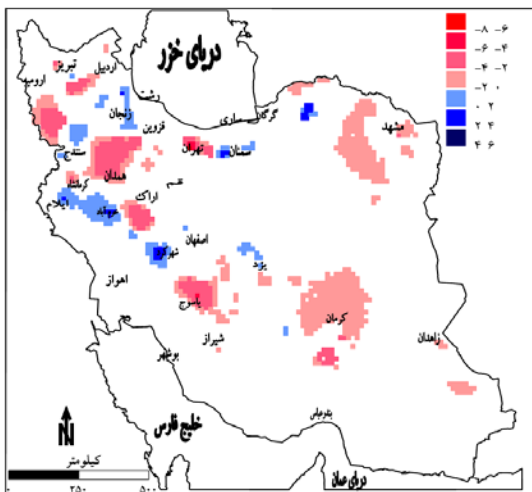 دریای خزر
-۸ -۶
-۶ -۴
-۴ -۲
-۲ ۰
۰ ۲
۲ ۴
۴ ۶
تبریز
اردبیل
ارومیه
رشت
زنجان
گرگان
ساری
مشهد
قزوین
سنندج
تهران
سمنان
همدان
قم
کرمانشاه
ایلام
اراک
خرم‌آباد
اصفهان
شهرکرد
یزد
اهواز
یاسوج
کرمان
شیراز
زاهدان
بوشهر
بندرعباس
خلیج فارس
N
کیلومتر
۲۵۰
۵۰۰
دریای عمان